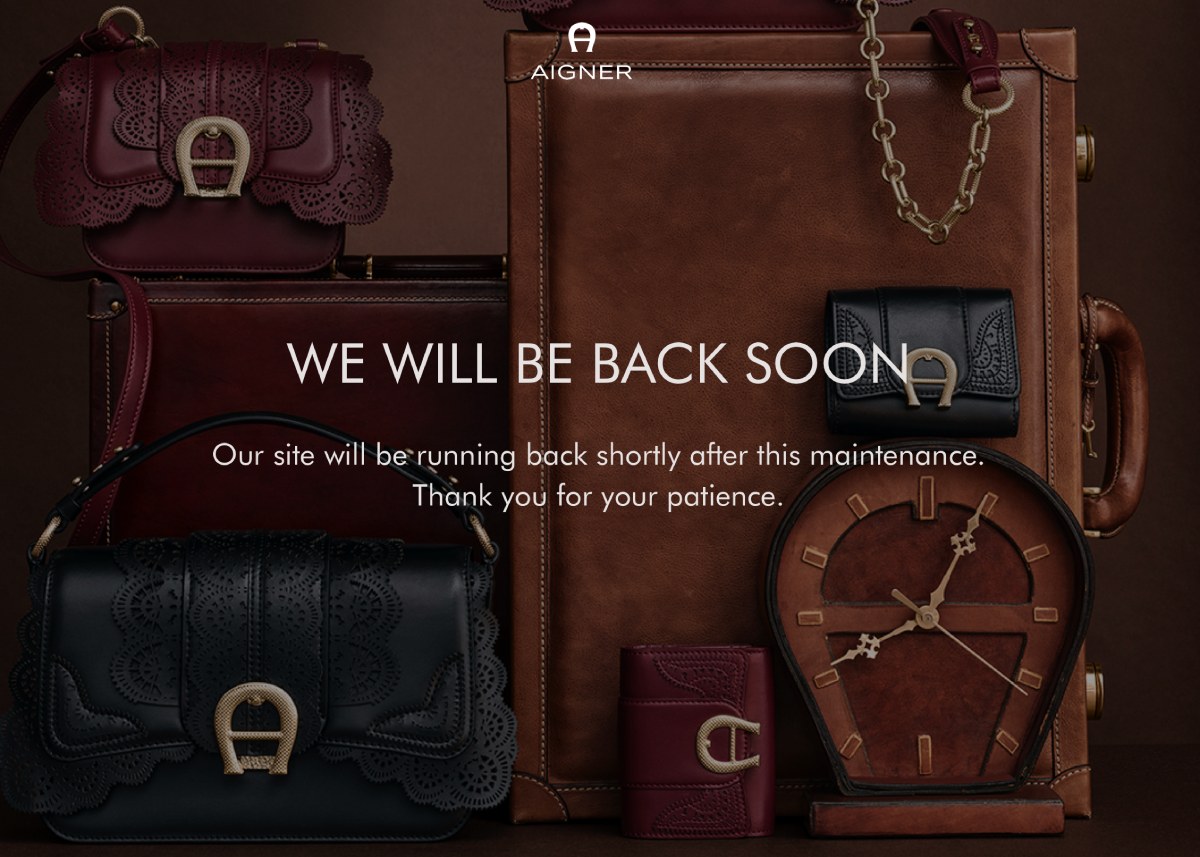 AIGNER
WE WILL BE BACK SOON
Our site will be running back shortly after this maintenance.
Thank you for your patience.